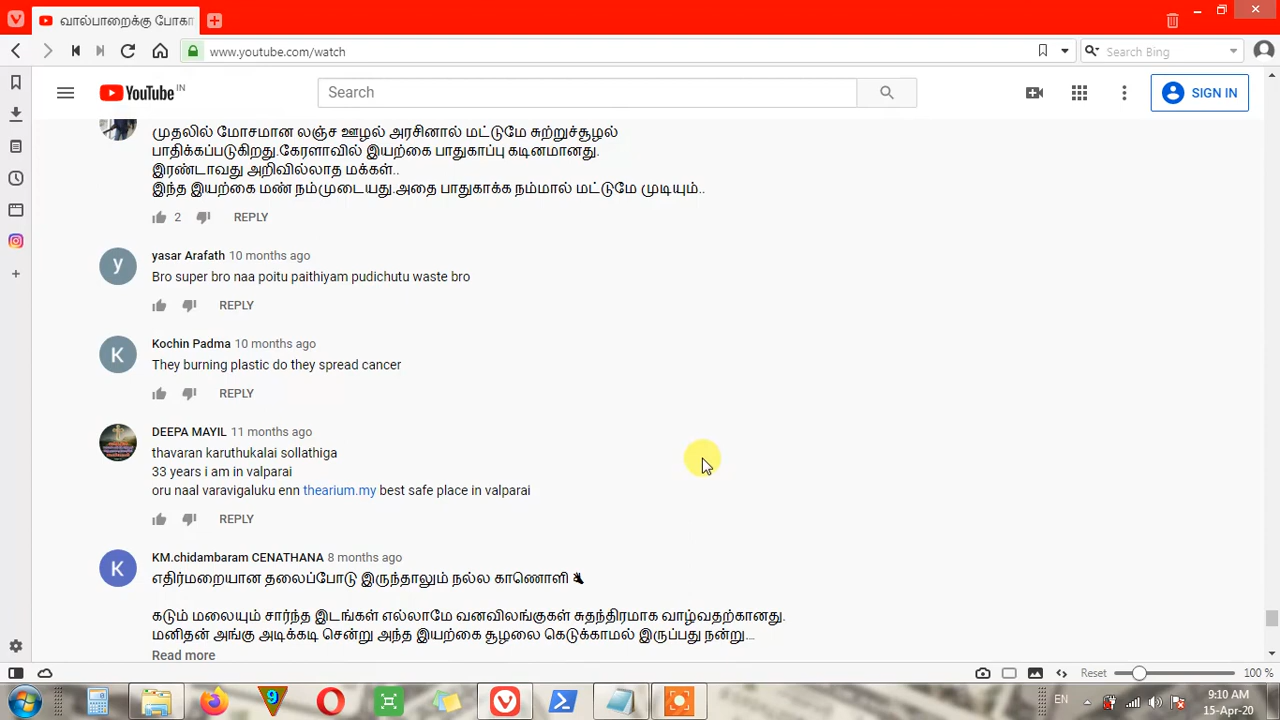 வால்பாறைக்கு போகா
www.youtube.com/watch
Search Bing
YouTube IN
Search
SIGN IN
முதலில் மோசமான லஞ்ச ஊழல் அரசினால் மட்டுமே சுற்றுச்சூழல்
பாதிக்கப்படுகிறது.கேரளாவில் இயற்கை பாதுகாப்பு கடினமானது.
இரண்டாவது அறிவில்லாத மக்கள்..
இந்த இயற்கை மண் நம்முடையது.அதை பாதுகாக்க நம்மால் மட்டுமே முடியும்..
2 REPLY
y
yasar Arafath 10 months ago
Bro super bro naa poitu paithiyam pudichutu waste bro
REPLY
K
Kochin Padma 10 months ago
They burning plastic do they spread cancer
REPLY
DEEPA MAYIL 11 months ago
thavaran karuthukalai sollathiga
33 years i am in valparai
oru naal varavigaluku enn thearium.my best safe place in valparai
REPLY
K
KM.chidambaram CENATHANA 8 months ago
எதிர்மறையான தலைப்போடு இருந்தாலும் நல்ல காணொளி
கடும் மலையும் சார்ந்த இடங்கள் எல்லாமே வனவிலங்குகள் சுதந்திரமாக வாழ்வதற்கானது.
மனிதன் அங்கு அடிக்கடி சென்று அந்த இயற்கை சூழலை கெடுக்காமல் இருப்பது நன்று...
Read more
Reset 100 %
9
EN
9:10 AM
15-Apr-20